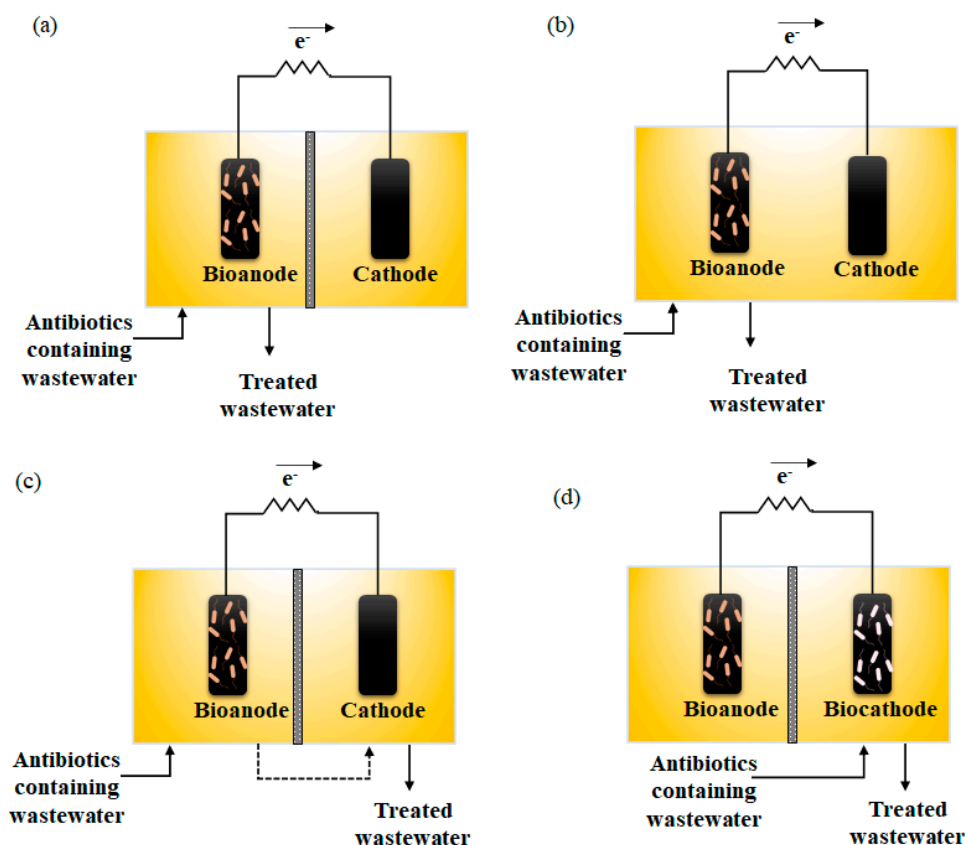 (a)
e-
Bioanode
Cathode
Antibiotics
containing
wastewater
Treated
wastewater
(b)
e-
Bioanode
Cathode
Antibiotics
containing
wastewater
Treated
wastewater
(c)
e-
Bioanode
Cathode
Antibiotics
containing
wastewater
Treated
wastewater
(d)
e-
Bioanode
Biocathode
Antibiotics
containing
wastewater
Treated
wastewater